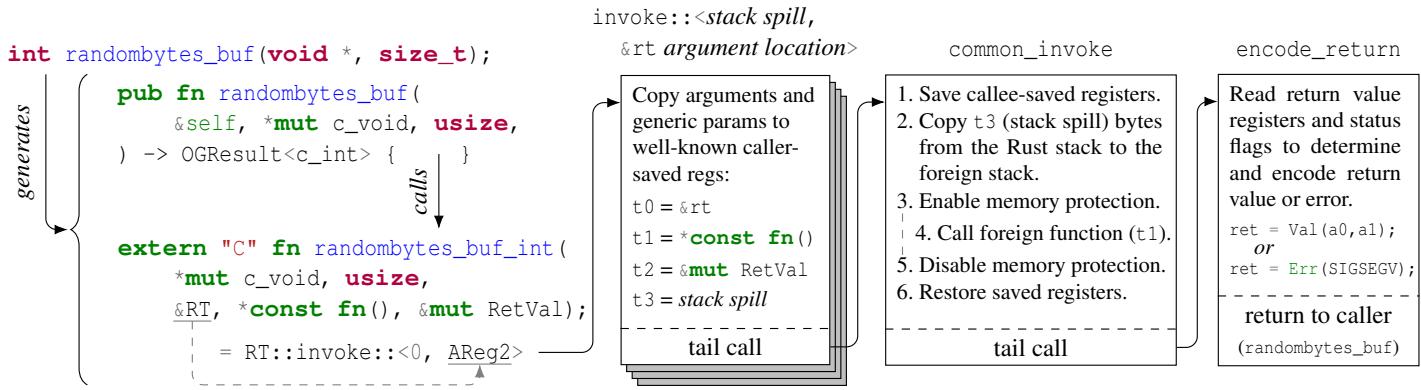 int randombytes_buf(void *, size_t);
generates
pub fn randombytes_buf(
&self, *mut c_void, usize,
) -> OGResult<c_int> { }
calls
extern "C" fn randombytes_buf_int(
*mut c_void, usize,
&RT, *const fn(), &mut RetVal);
= RT::invoke::<0, AReg2>
invoke::<stack spill,
&rt argument location>
Copy arguments and
generic params to
well-known caller-
saved regs:
t0 = &rt
t1 = *const fn()
t2 = &mut RetVal
t3 = stack spill
tail call
common_invoke
1. Save callee-saved registers.
2. Copy t3 (stack spill) bytes
from the Rust stack to the
foreign stack.
3. Enable memory protection.
4. Call foreign function (t1).
5. Disable memory protection.
6. Restore saved registers.
tail call
encode_return
Read return value
registers and status
flags to determine
and encode return
value or error.
ret = Val(a0,a1);
or
ret = Err(SIGSEGV);
return to caller
(randombytes_buf)